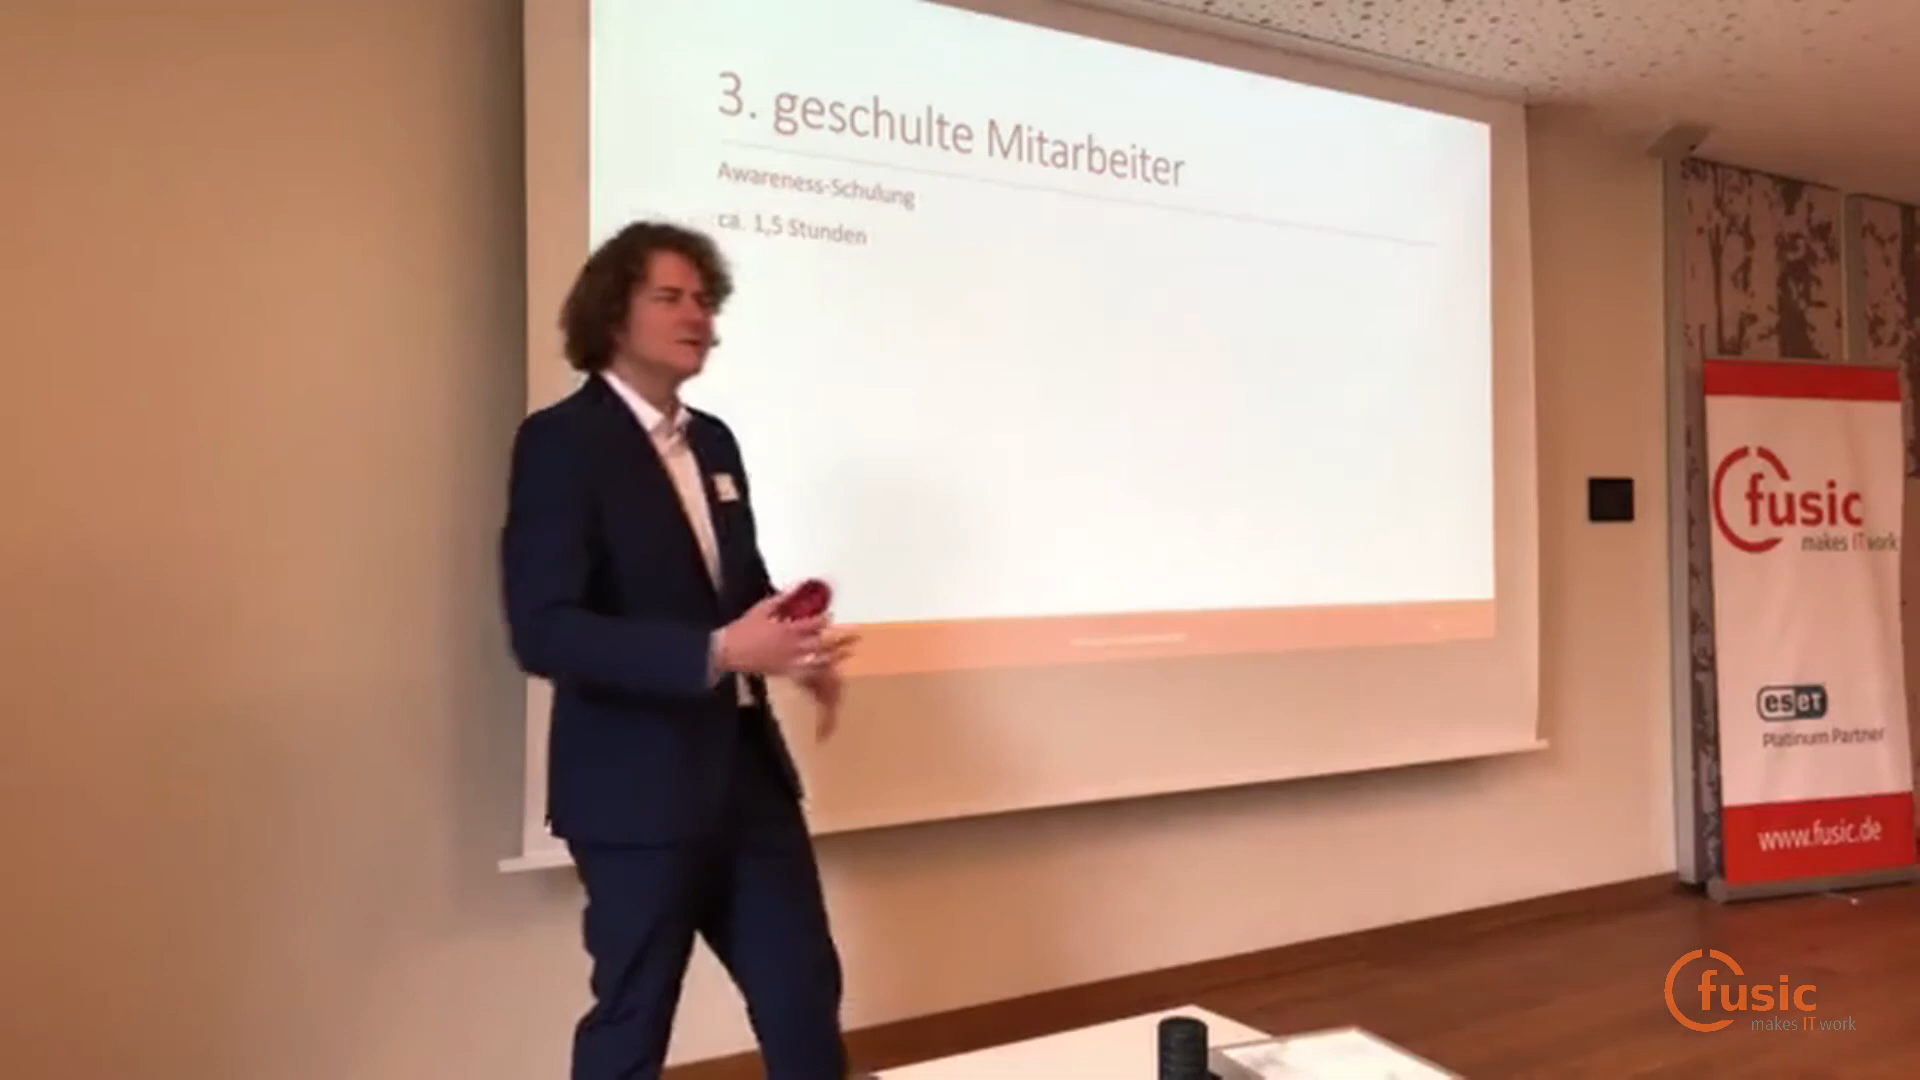 3. geschulte Mitarbeiter
Awareness-Schulung
ca. 1,5 Stunden
fusic
makes IT work
eseT
Platinum Partner
www.fusic.de
fusic
makes IT work